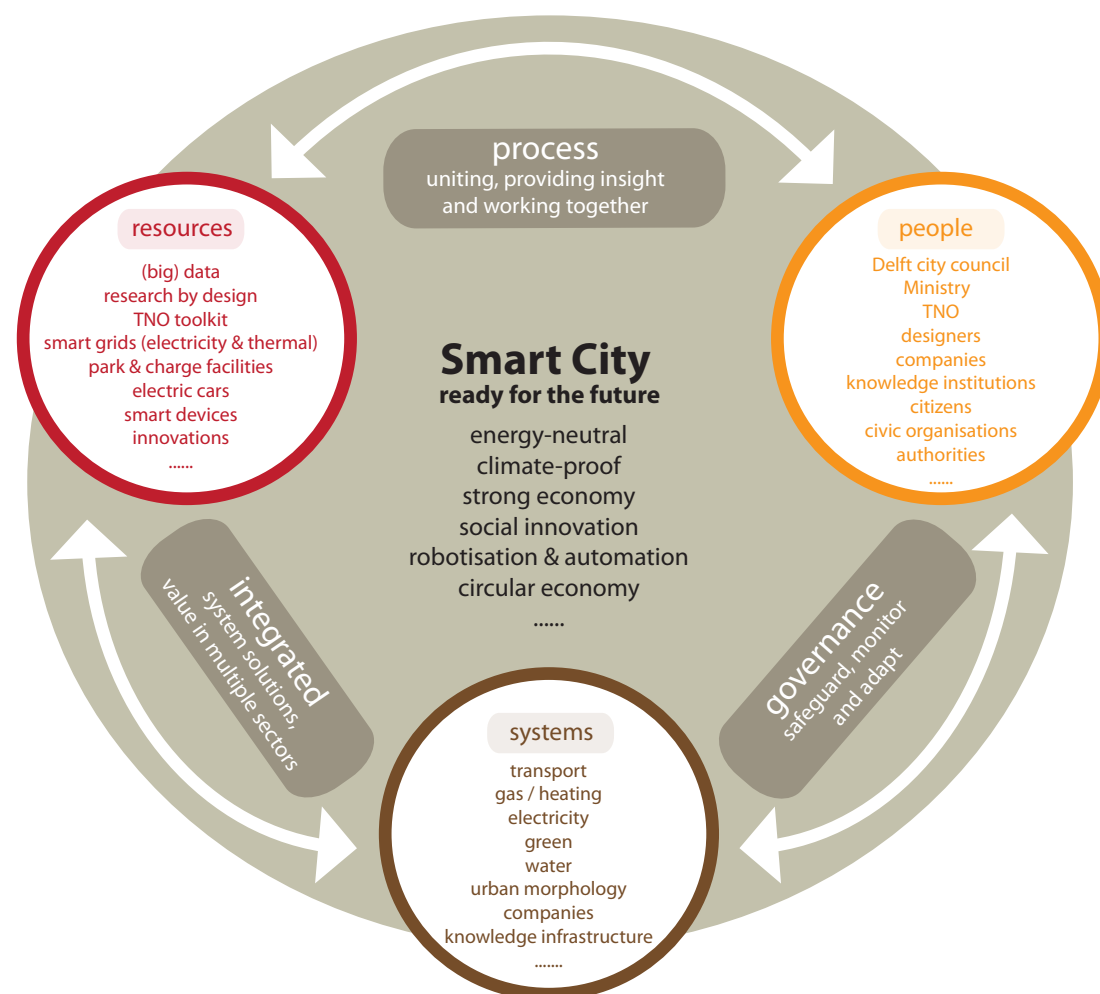 process
uniting, providing insight
and working together
resources
(big) data
research by design
TNO toolkit
smart grids (electricity & thermal)
park & charge facilities
electric cars
smart devices
innovations
......
people
Delft city council
Ministry
TNO
designers
companies
knowledge institutions
citizens
civic organisations
authorities
......
Smart City
ready for the future
energy-neutral
climate-proof
strong economy
social innovation
robotisation & automation
circular economy
......
integrated
system solutions,
value in multiple sectors
governance
safeguard, monitor
and adapt
systems
transport
gas / heating
electricity
green
water
urban morphology
companies
knowledge infrastructure
.......